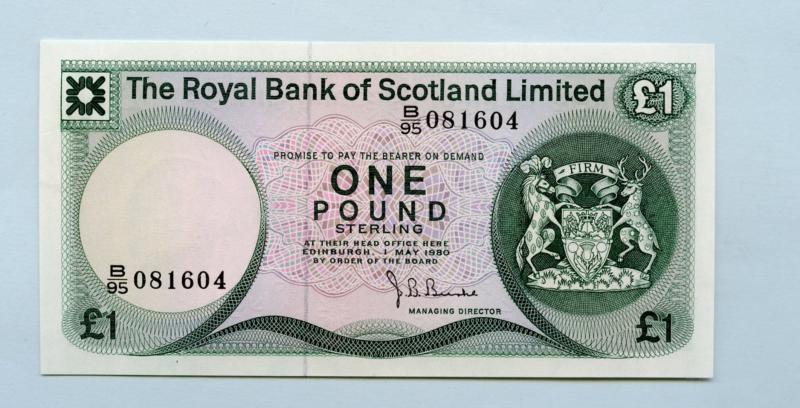 The Royal Bank of Scotland Limited
£1
B/95 081604
PROMISE TO PAY THE BEARER ON DEMAND
FIRM
ONE
POUND
STERLING
AT THEIR HEAD OFFICE HERE
EDINBURGH, 1 MAY 1980
BY ORDER OF THE BOARD
B/95 081604
J B Burke
MANAGING DIRECTOR
£1
£1